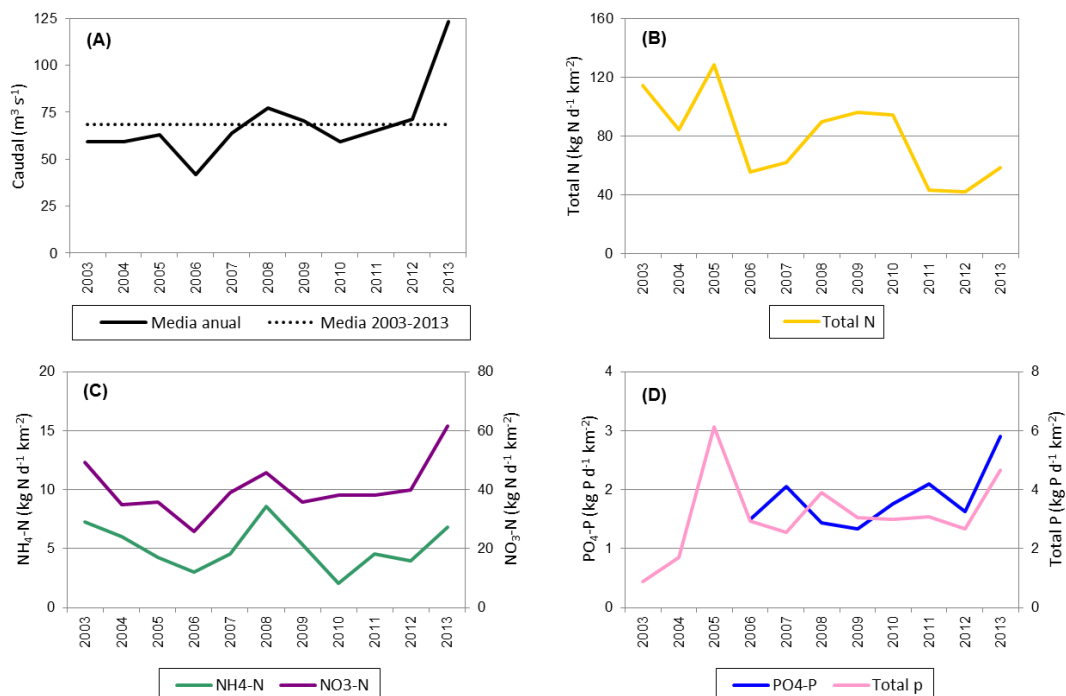 (A)
Caudal (m³ s⁻¹)
125
100
75
50
25
0
2003 2004 2005 2006 2007 2008 2009 2010 2011 2012 2013
Media anual Media 2003-2013
(B)
Total N (kg N d⁻¹ km⁻²)
160
120
80
40
0
2003 2004 2005 2006 2007 2008 2009 2010 2011 2012 2013
Total N
(C)
NH₄-N (kg N d⁻¹ km⁻²)
20
15
10
5
0
80
60
40
20
0
NO₃-N (kg N d⁻¹ km⁻²)
2003 2004 2005 2006 2007 2008 2009 2010 2011 2012 2013
NH4-N NO3-N
(D)
PO₄-P (kg P d⁻¹ km⁻²)
4
3
2
1
0
8
6
4
2
0
Total P (kg P d⁻¹ km⁻²)
2003 2004 2005 2006 2007 2008 2009 2010 2011 2012 2013
PO4-P Total p